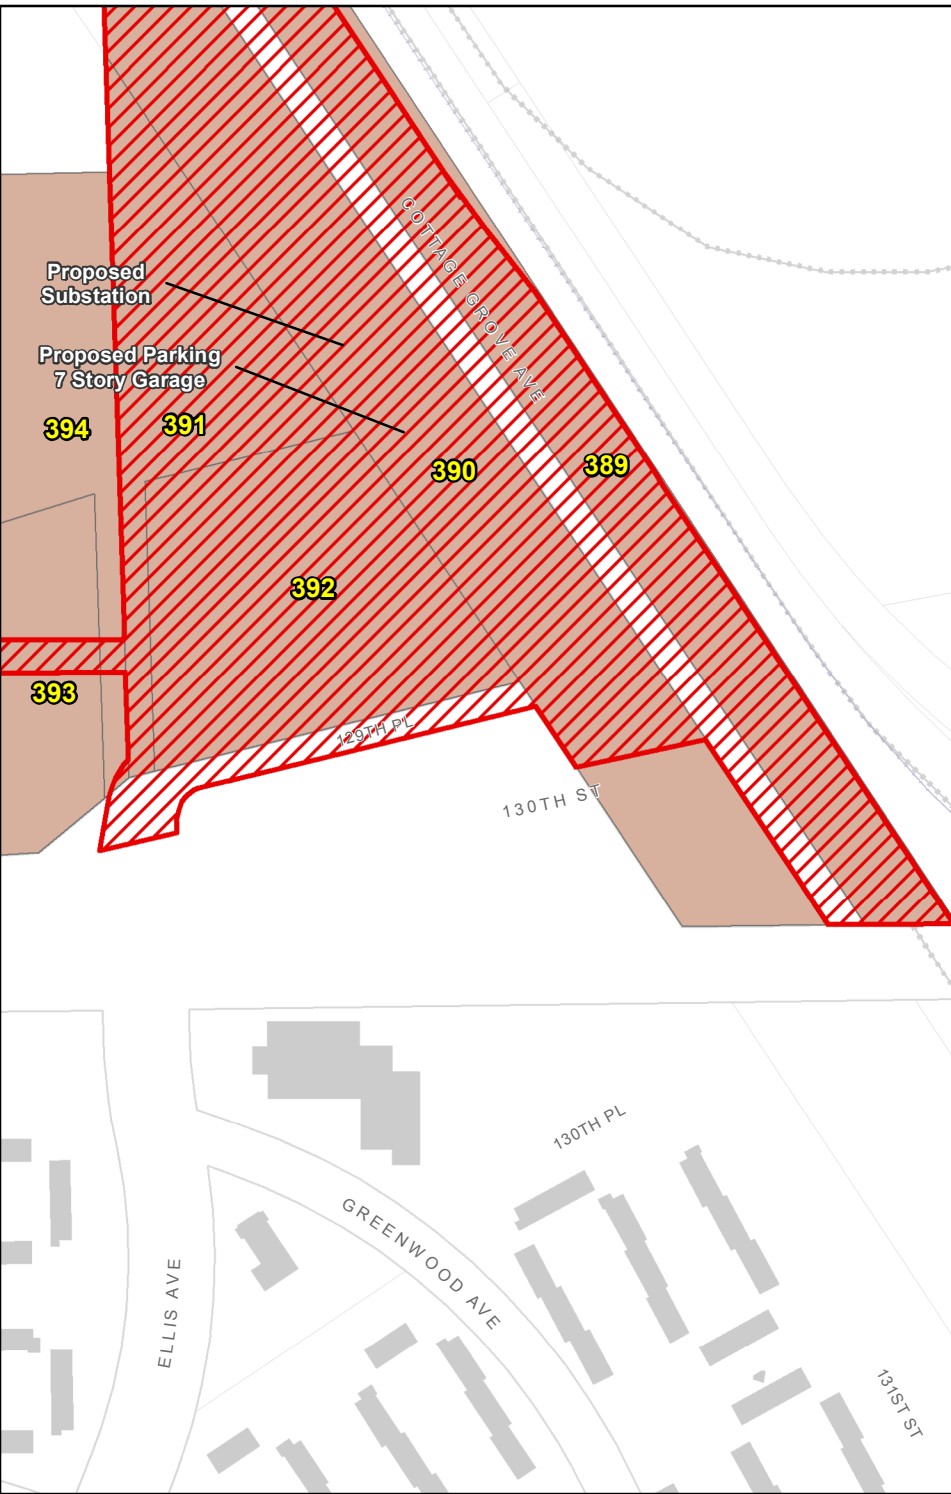 COTTAGE GROVE AVE
Proposed
Substation
Proposed Parking
7 Story Garage
394
391
390
389
392
393
129TH PL
130TH ST
130TH PL
GREENWOOD AVE
ELLIS AVE
131ST ST